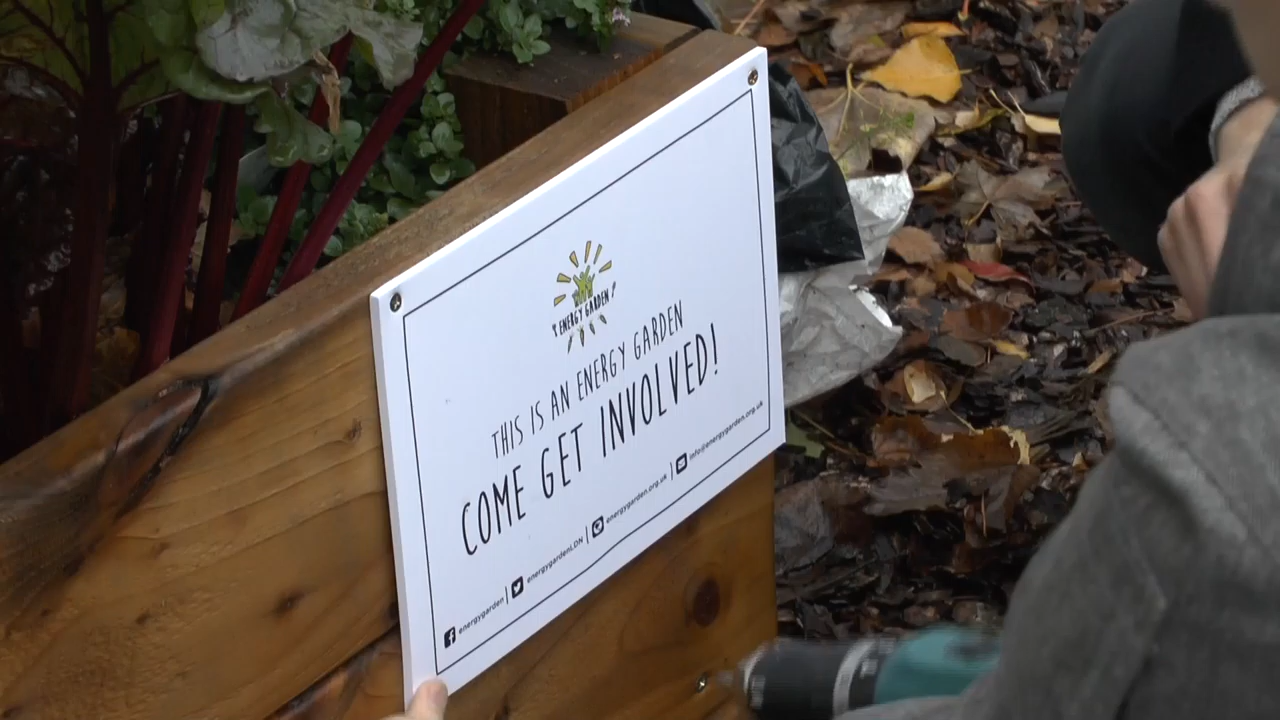 ENERGY GARDEN
THIS IS AN ENERGY GARDEN
COME GET INVOLVED!
energygarden | energygardenLDN | energygarden.org.uk | info@energygarden.org.uk